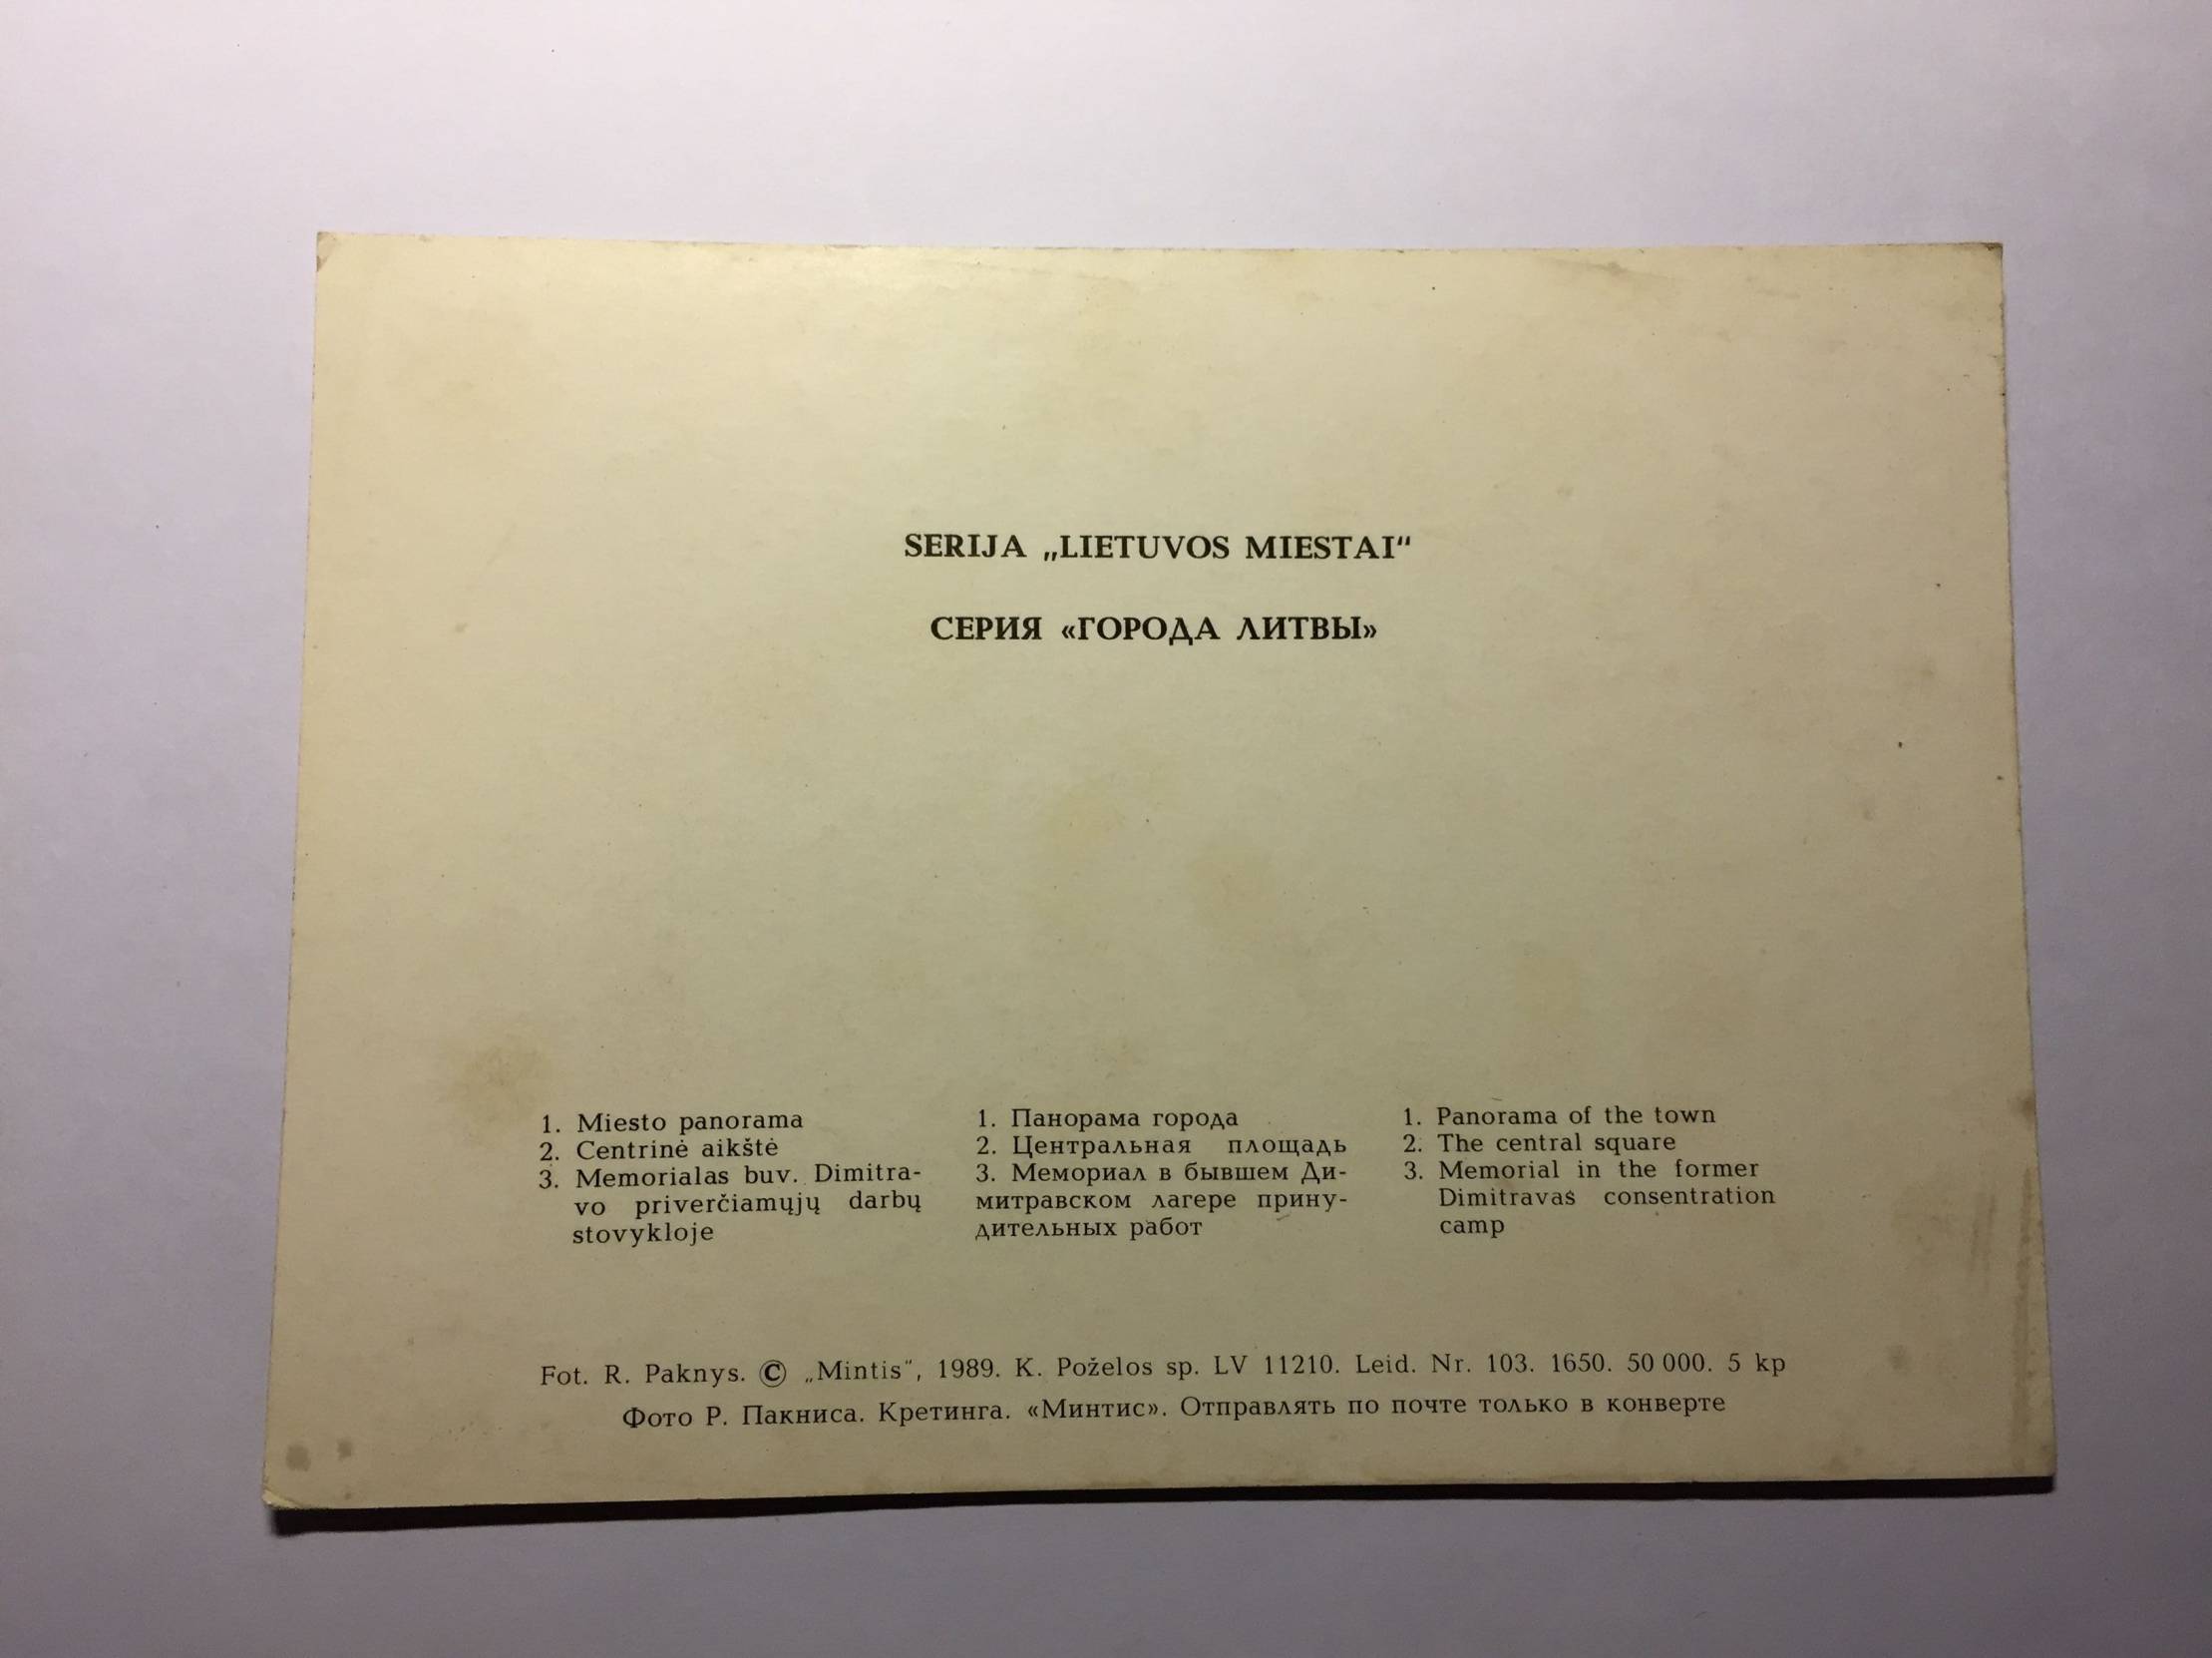 SERIJA „LIETUVOS MIESTAI“
СЕРИЯ «ГОРОДА ЛИТВЫ»
1. Miesto panorama
2. Centrinė aikštė
3. Memorialas buv. Dimitra-
vo priverčiamųjų darbų
stovykloje
1. Панорама города
2. Центральная площадь
3. Мемориал в бывшем Ди-
митравском лагере прину-
дительных работ
1. Panorama of the town
2. The central square
3. Memorial in the former
Dimitravas consentration
camp
Fot. R. Paknys. © „Mintis“, 1989. K. Poželos sp. LV 11210. Leid. Nr. 103. 1650. 50 000. 5 kp
Фото Р. Пакниса. Кретинга. «Минтис». Отправлять по почте только в конверте